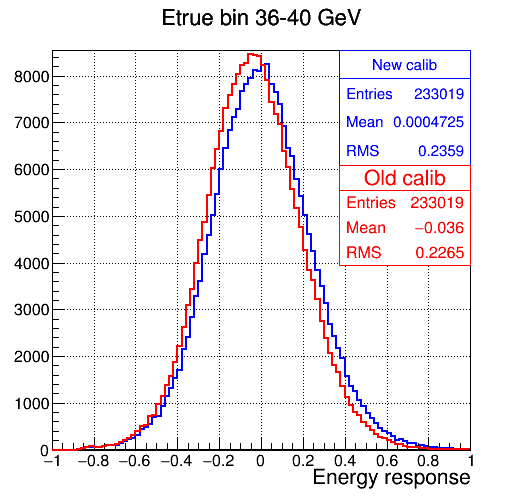 Etrue bin 36-40 GeV
New calib
Entries 233019
Mean 0.0004725
RMS 0.2359
Old calib
Entries 233019
Mean −0.036
RMS 0.2265
8000
7000
6000
5000
4000
3000
2000
1000
0
−1 −0.8 −0.6 −0.4 −0.2 0 0.2 0.4 0.6 0.8 1
Energy response